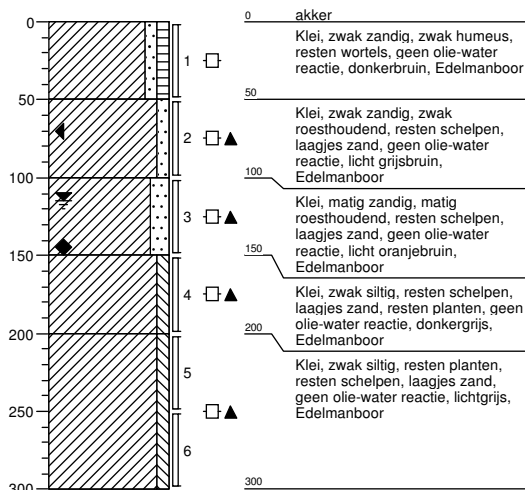 0
50
100
150
200
250
300
1
2
3
4
5
6
0 akker
Klei, zwak zandig, zwak humeus,
resten wortels, geen olie-water
reactie, donkerbruin, Edelmanboor
50
Klei, zwak zandig, zwak
roesthoudend, resten schelpen,
laagjes zand, geen olie-water
reactie, licht grijsbruin,
Edelmanboor
100
Klei, matig zandig, matig
roesthoudend, resten schelpen,
laagjes zand, geen olie-water
reactie, licht oranjebruin,
Edelmanboor
150
Klei, zwak siltig, resten schelpen,
laagjes zand, resten planten, geen
olie-water reactie, donkergrijs,
Edelmanboor
200
Klei, zwak siltig, resten planten,
resten schelpen, laagjes zand,
geen olie-water reactie, lichtgrijs,
Edelmanboor
300